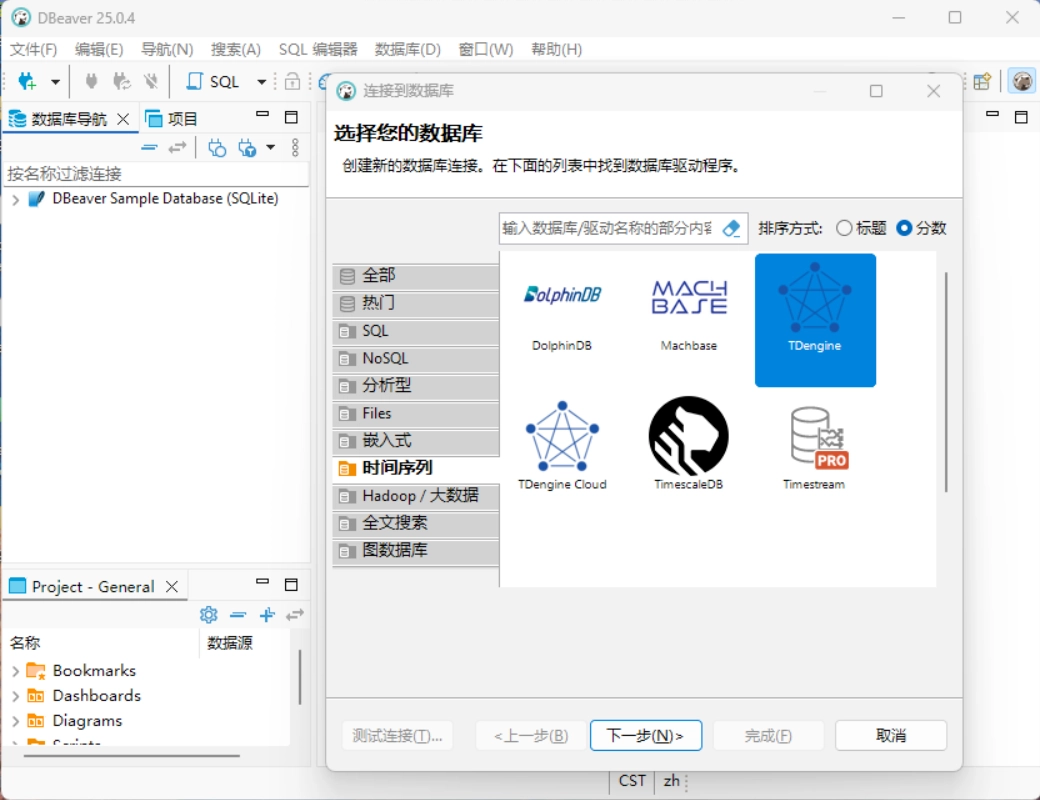 DBeaver 25.0.4
文件(F) 编辑(E) 导航(N) 搜索(A) SQL 编辑器 数据库(D) 窗口(W) 帮助(H)
SQL
数据库导航 项目
按名称过滤连接
DBeaver Sample Database (SQLite)
连接到数据库
选择您的数据库
创建新的数据库连接。在下面的列表中找到数据库驱动程序。
输入数据库/驱动名称的部分内容 排序方式: 标题 分数
全部
热门
SQL
NoSQL
分析型
Files
嵌入式
时间序列
Hadoop / 大数据
全文搜索
图数据库
DolphinDB MACH BASE
DolphinDB Machbase TDengine
PRO
TDengine Cloud TimescaleDB Timestream
Project - General
名称 数据源
Bookmarks
Dashboards
Diagrams
Scripts
测试连接(T)... <上一步(B) 下一步(N)> 完成(F) 取消
CST zh